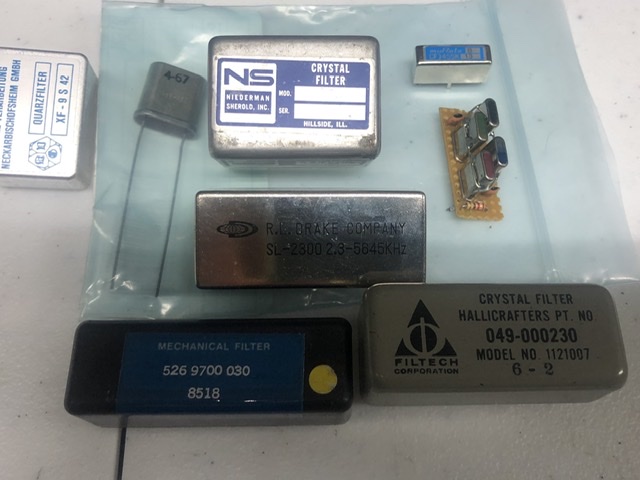 NECKARBISCHOFSHEIM GMBH
QUARZFILTER
XF-9 S 42
4-67
NS
NIEDERMAN
SHEROLD, INC.
CRYSTAL
FILTER
MOD.
SER.
HILLSIDE, ILL.
R.L. DRAKE COMPANY
SL-2300 2.3-5645KHz
MECHANICAL FILTER
526 9700 030
8518
FILTECH
CORPORATION
CRYSTAL FILTER
HALLICRAFTERS PT. NO
049-000230
MODEL NO. 1121007
6-2